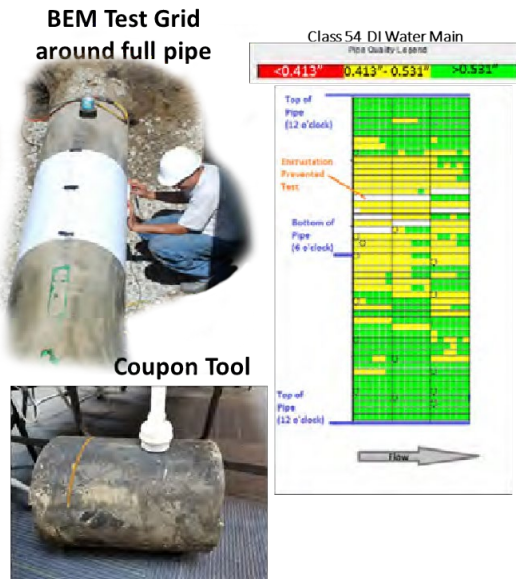 BEM Test Grid
around full pipe
Class 54 DI Water Main
Pipe Quality Legend
<0.413" 0.413"- 0.531" >0.531"
Top of
Pipe
(12 o'clock)
Encrustation
Prevented
Test
Bottom of
Pipe
(6 o'clock)
Coupon Tool
Top of
Pipe
(12 o'clock)
Flow